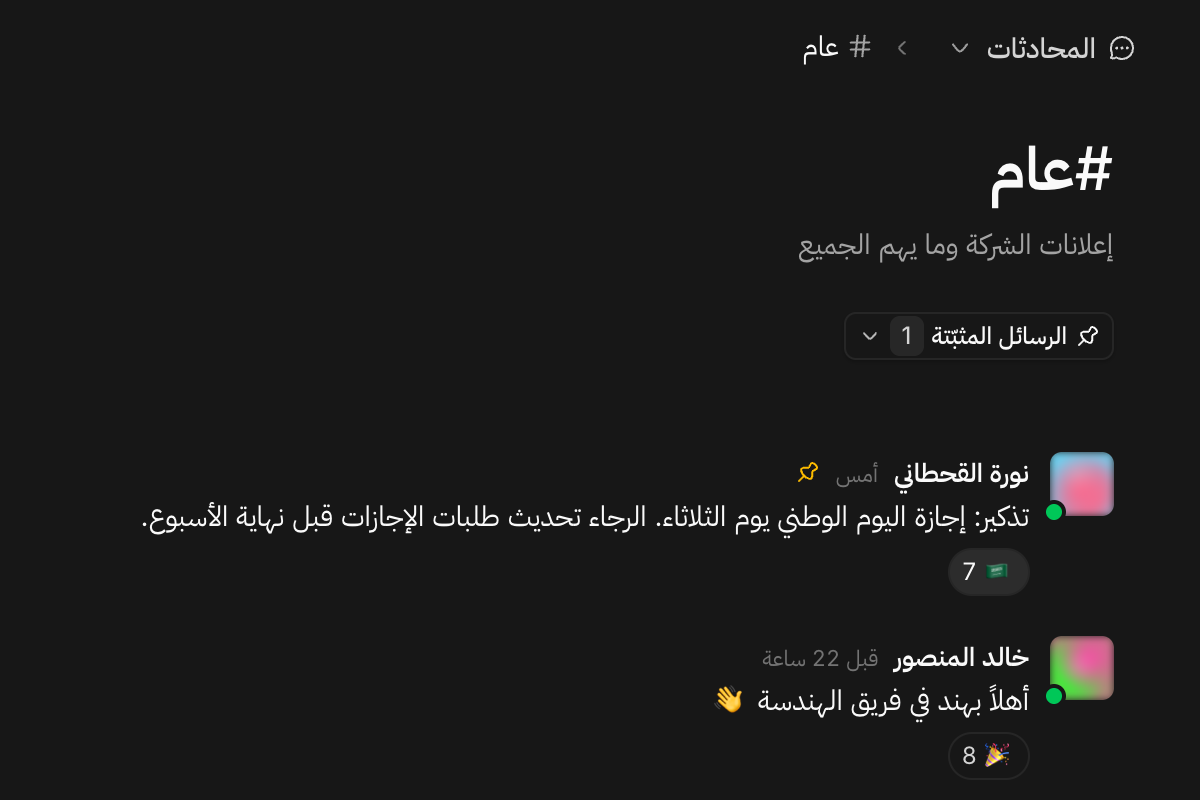 المحادثات # عام
#عام
إعلانات الشركة وما يهم الجميع
الرسائل المثبّتة 1
نورة القحطاني أمس
تذكير: إجازة اليوم الوطني يوم الثلاثاء. الرجاء تحديث طلبات الإجازات قبل نهاية الأسبوع.
🇸🇦 7
خالد المنصور قبل 22 ساعة
أهلاً بهند في فريق الهندسة 👋
🎉 8